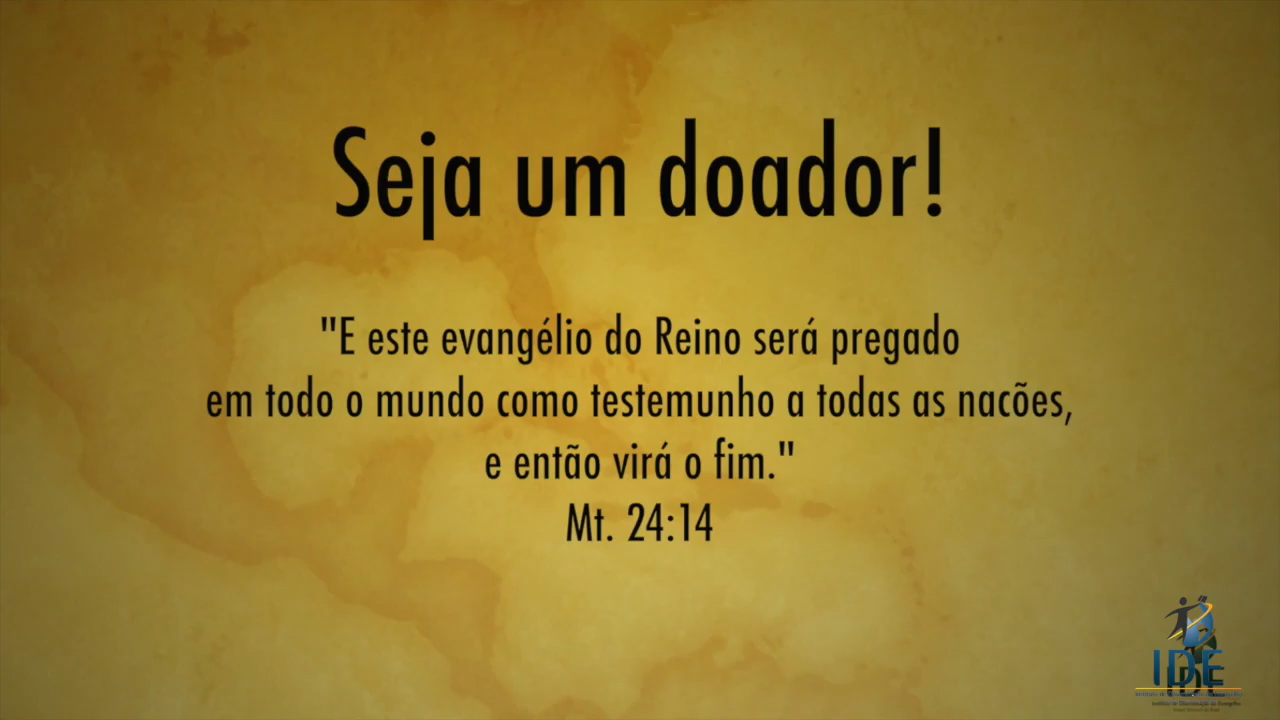 Seja um doador!
"E este evangélio do Reino será pregado
em todo o mundo como testemunho a todas as nacões,
e então virá o fim."
Mt. 24:14
IDE